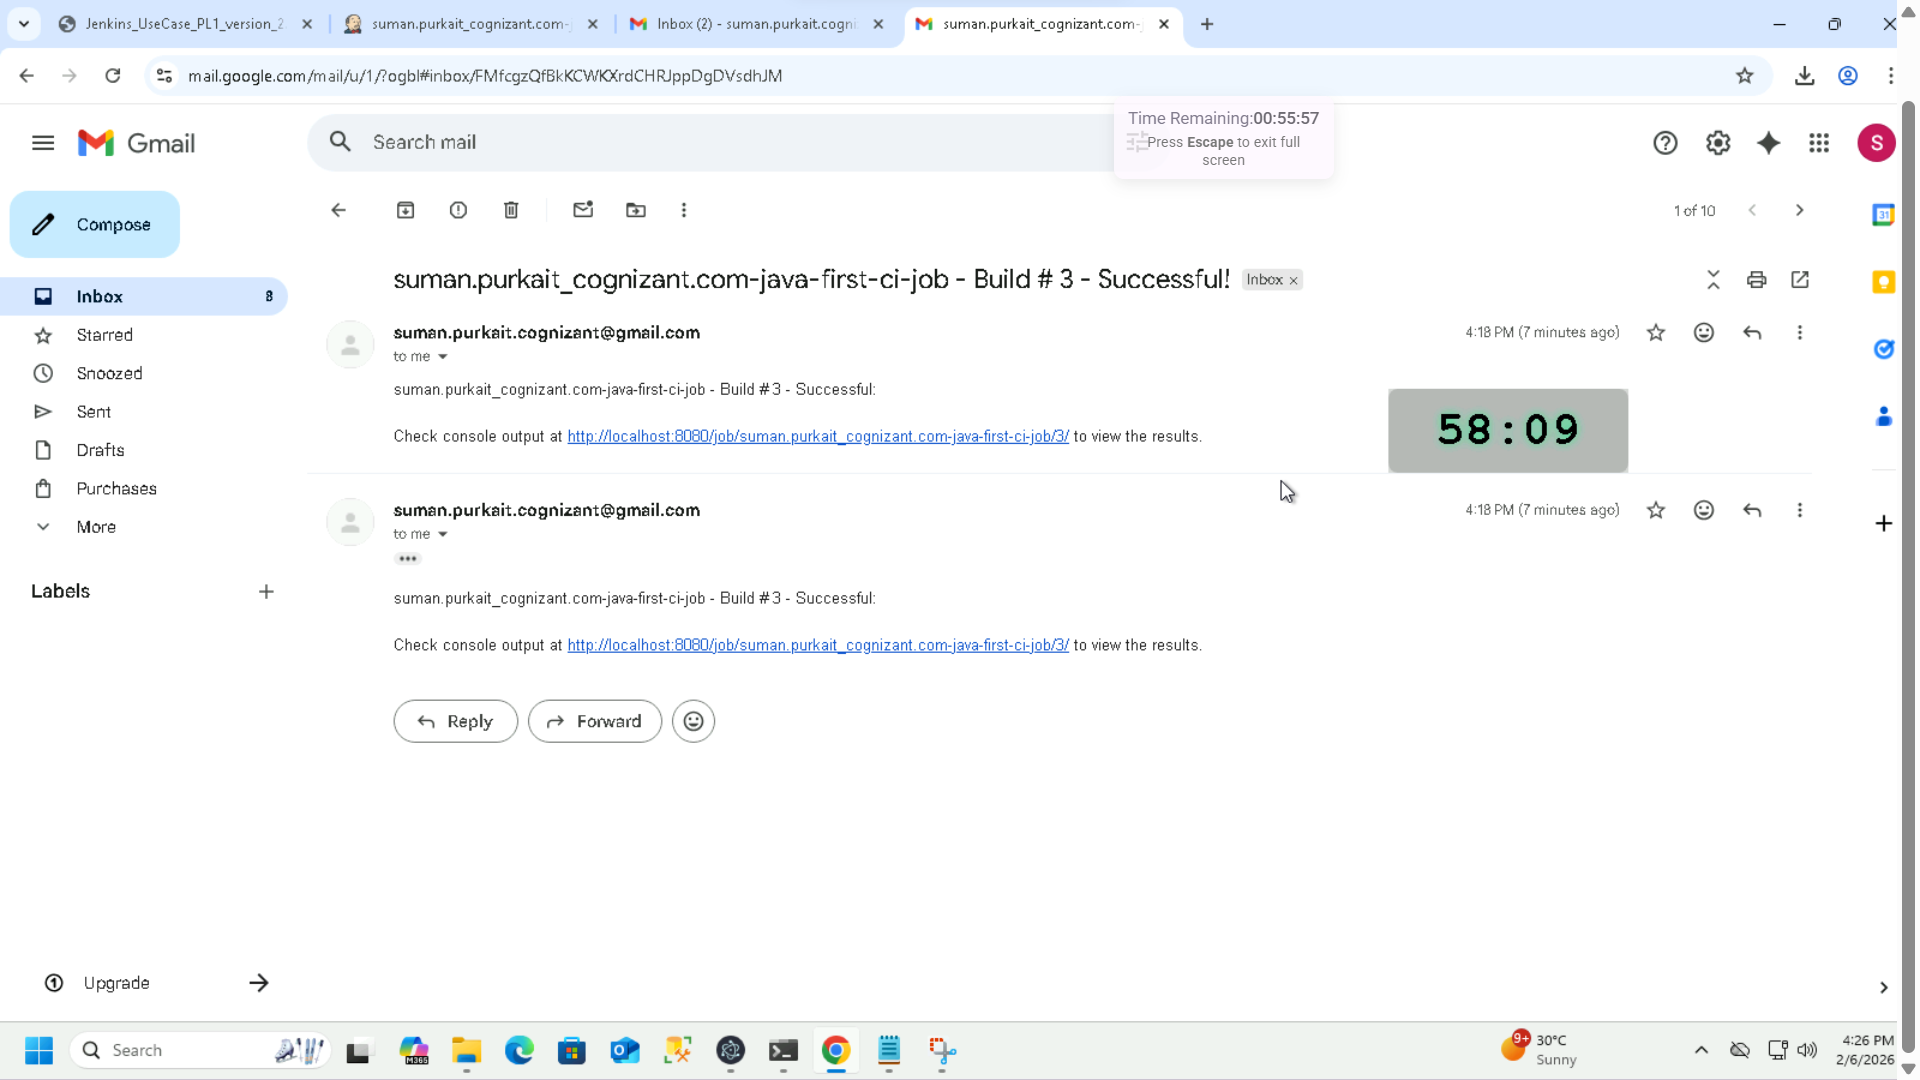 Jenkins_UseCase_PL1_version_2
suman.purkait_cognizant.com-j
Inbox (2) - suman.purkait.cogni
suman.purkait_cognizant.com-
mail.google.com/mail/u/1/?ogbl#inbox/FMfcgzQfBkKCWKXrdCHRJppDgDVsdhJM
Time Remaining:00:55:57
Press Escape to exit full
screen
Gmail
Search mail
S
Compose
1 of 10
31
suman.purkait_cognizant.com-java-first-ci-job - Build # 3 - Successful!
Inbox ×
Inbox 8
Starred
Snoozed
Sent
Drafts
Purchases
More
Labels
suman.purkait.cognizant@gmail.com
4:18 PM (7 minutes ago)
to me
suman.purkait_cognizant.com-java-first-ci-job - Build # 3 - Successful:
Check console output at http://localhost:8080/job/suman.purkait_cognizant.com-java-first-ci-job/3/ to view the results.
58:09
suman.purkait.cognizant@gmail.com
4:18 PM (7 minutes ago)
to me
suman.purkait_cognizant.com-java-first-ci-job - Build # 3 - Successful:
Check console output at http://localhost:8080/job/suman.purkait_cognizant.com-java-first-ci-job/3/ to view the results.
Reply
Forward
Upgrade
Search
M365
9+
30°C
Sunny
4:26 PM
2/6/2026